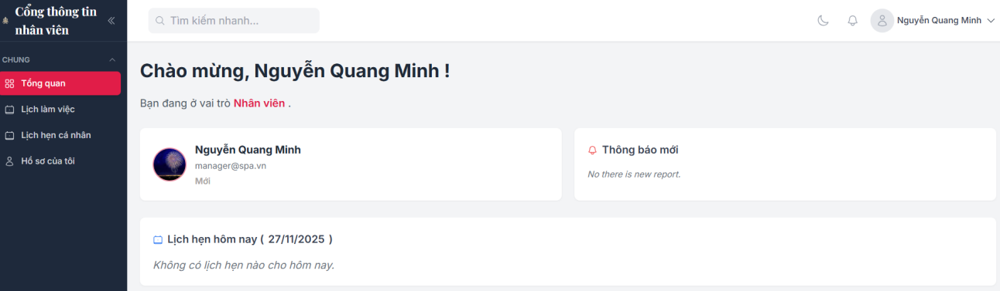 Cổng thông tin
nhân viên
Tìm kiếm nhanh...
Nguyễn Quang Minh
CHUNG
Tổng quan
Lịch làm việc
Lịch hẹn cá nhân
Hồ sơ của tôi
Chào mừng, Nguyễn Quang Minh !
Bạn đang ở vai trò Nhân viên .
Nguyễn Quang Minh
manager@spa.vn
Mới
Thông báo mới
No there is new report.
Lịch hẹn hôm nay ( 27/11/2025 )
Không có lịch hẹn nào cho hôm nay.